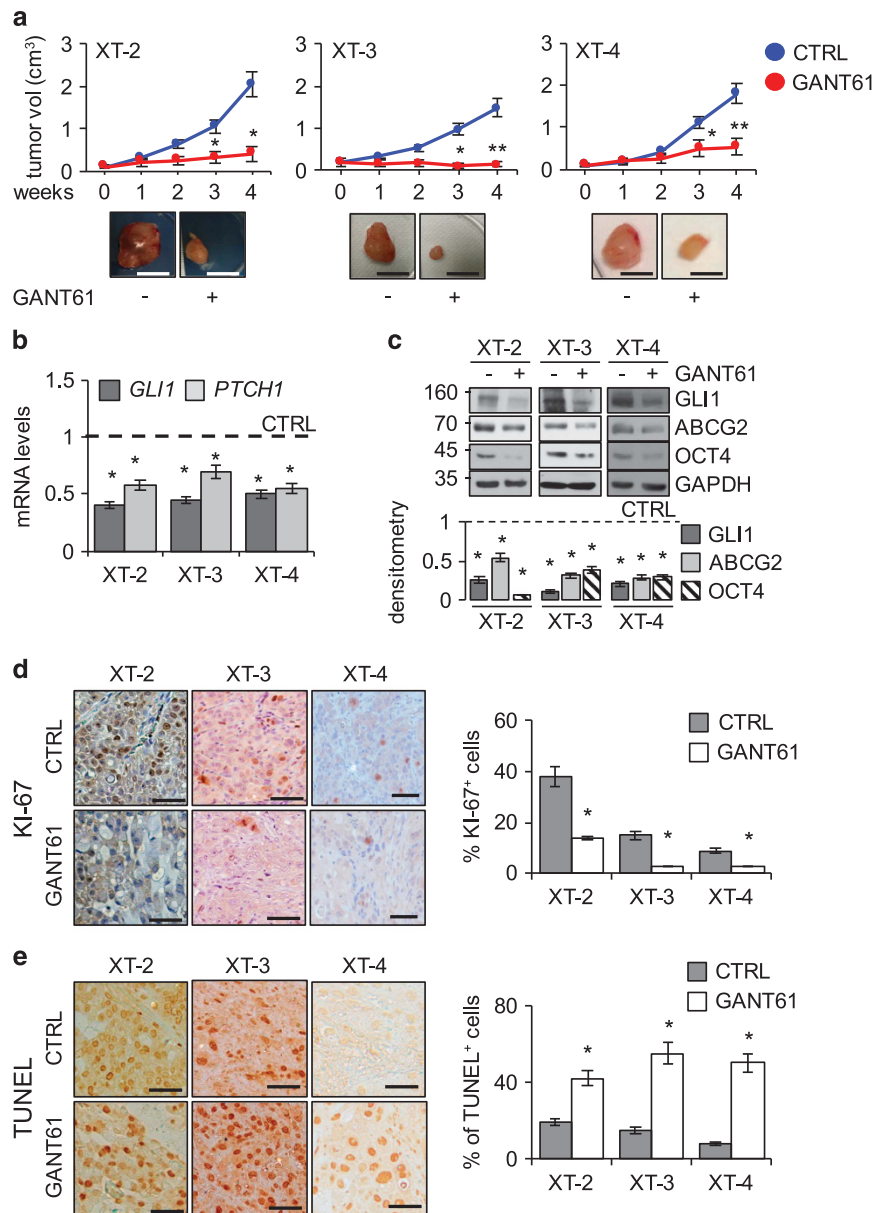 a
XT-2
XT-3
XT-4
CTRL
GANT61
tumor vol (cm³)
3
2
1
0
3
2
1
0
3
2
1
0
*
*
*
**
*
**
weeks
0 1 2 3 4
0 1 2 3 4
0 1 2 3 4
GANT61
- +
- +
- +
b
mRNA levels
1.5
1
0.5
0
GLI1
PTCH1
CTRL
* * * * * *
XT-2 XT-3 XT-4
c
XT-2 XT-3 XT-4
- + - + - + GANT61
160
70
45
35
GLI1
ABCG2
OCT4
GAPDH
densitometry
1
0.5
0
CTRL
* * * * * * * * *
GLI1
ABCG2
OCT4
XT-2 XT-3 XT-4
d
XT-2 XT-3 XT-4
KI-67
CTRL
GANT61
% KI-67⁺ cells
60
40
20
0
CTRL
GANT61
* * *
XT-2 XT-3 XT-4
e
XT-2 XT-3 XT-4
TUNEL
CTRL
GANT61
% of TUNEL⁺ cells
80
40
0
CTRL
GANT61
* * *
XT-2 XT-3 XT-4